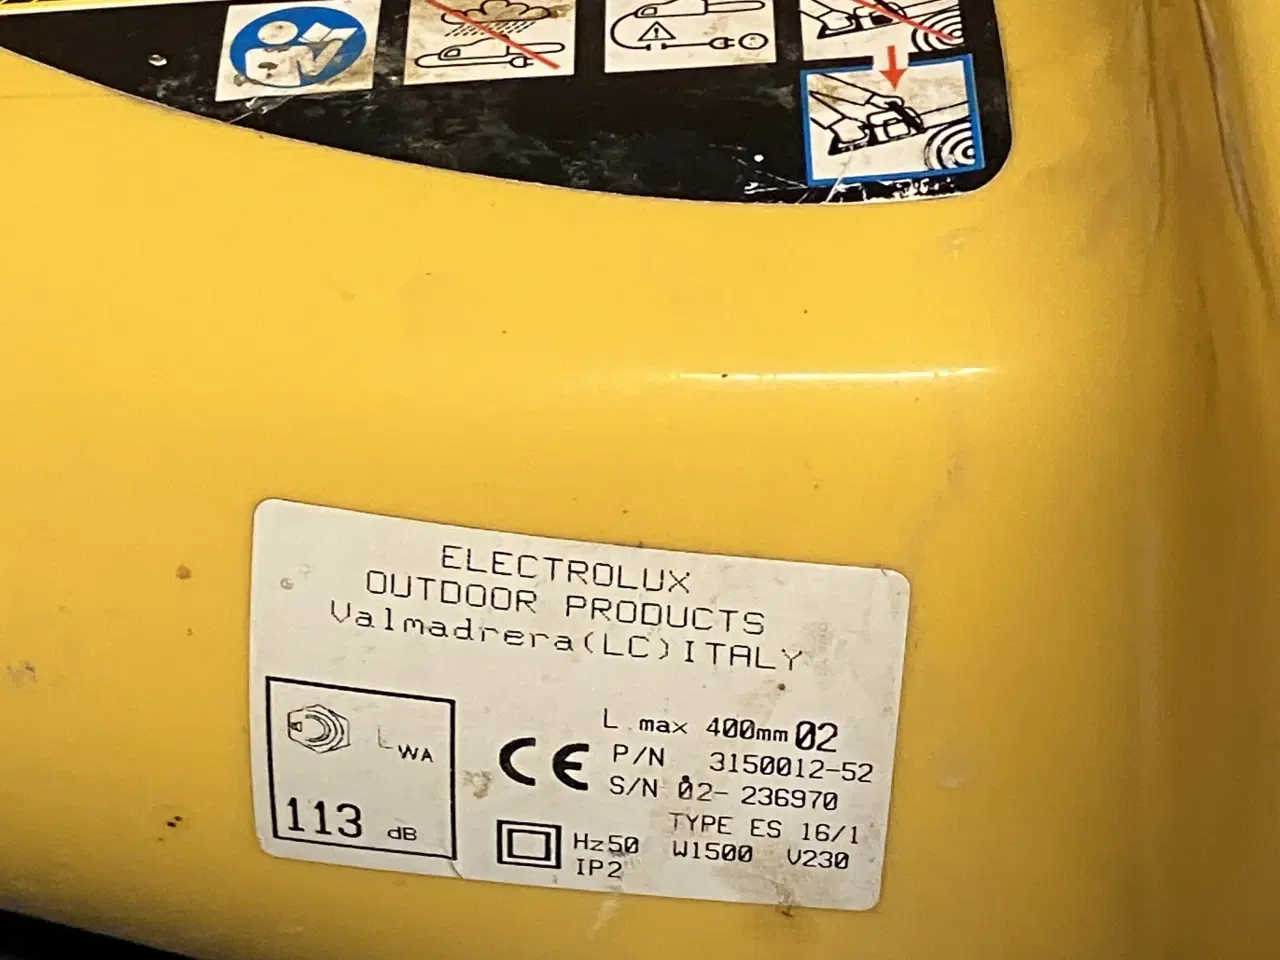 ELECTROLUX
OUTDOOR PRODUCTS
Valmadrera(LC)ITALY
L max 400mm 02
P/N 3150012-52
S/N 02- 236970
TYPE ES 16/1
Hz50 W1500 V230
IP2
CE
LWA
113 dB